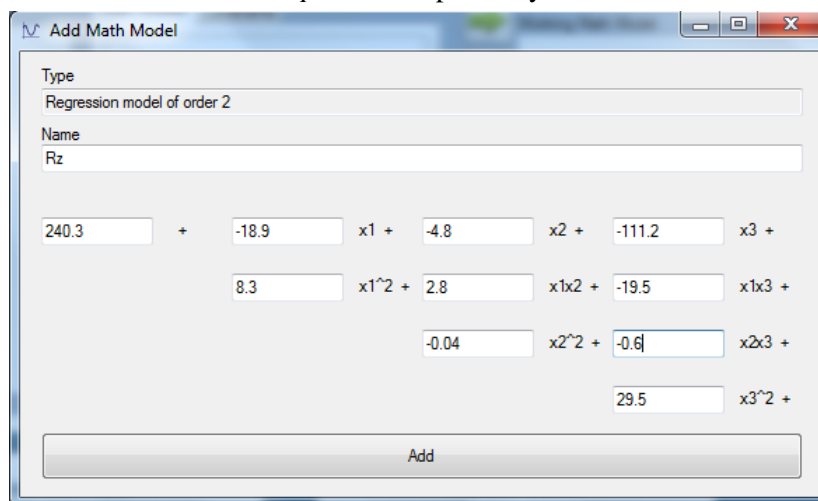 Add Math Model
Type
Regression model of order 2
Name
Rz
240.3 + -18.9 x1 + -4.8 x2 + -111.2 x3 +
8.3 x1^2 + 2.8 x1x2 + -19.5 x1x3 +
-0.04 x2^2 + -0.6 x2x3 +
29.5 x3^2 +
Add